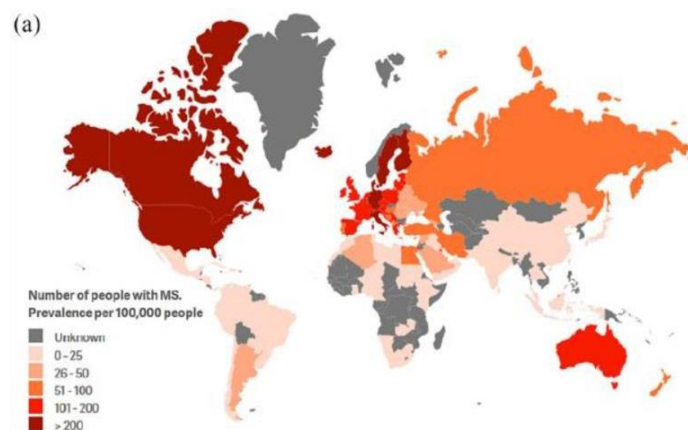 (a)
Number of people with MS.
Prevalence per 100,000 people
Unknown
0 - 25
26 - 50
51 - 100
101 - 200
> 200